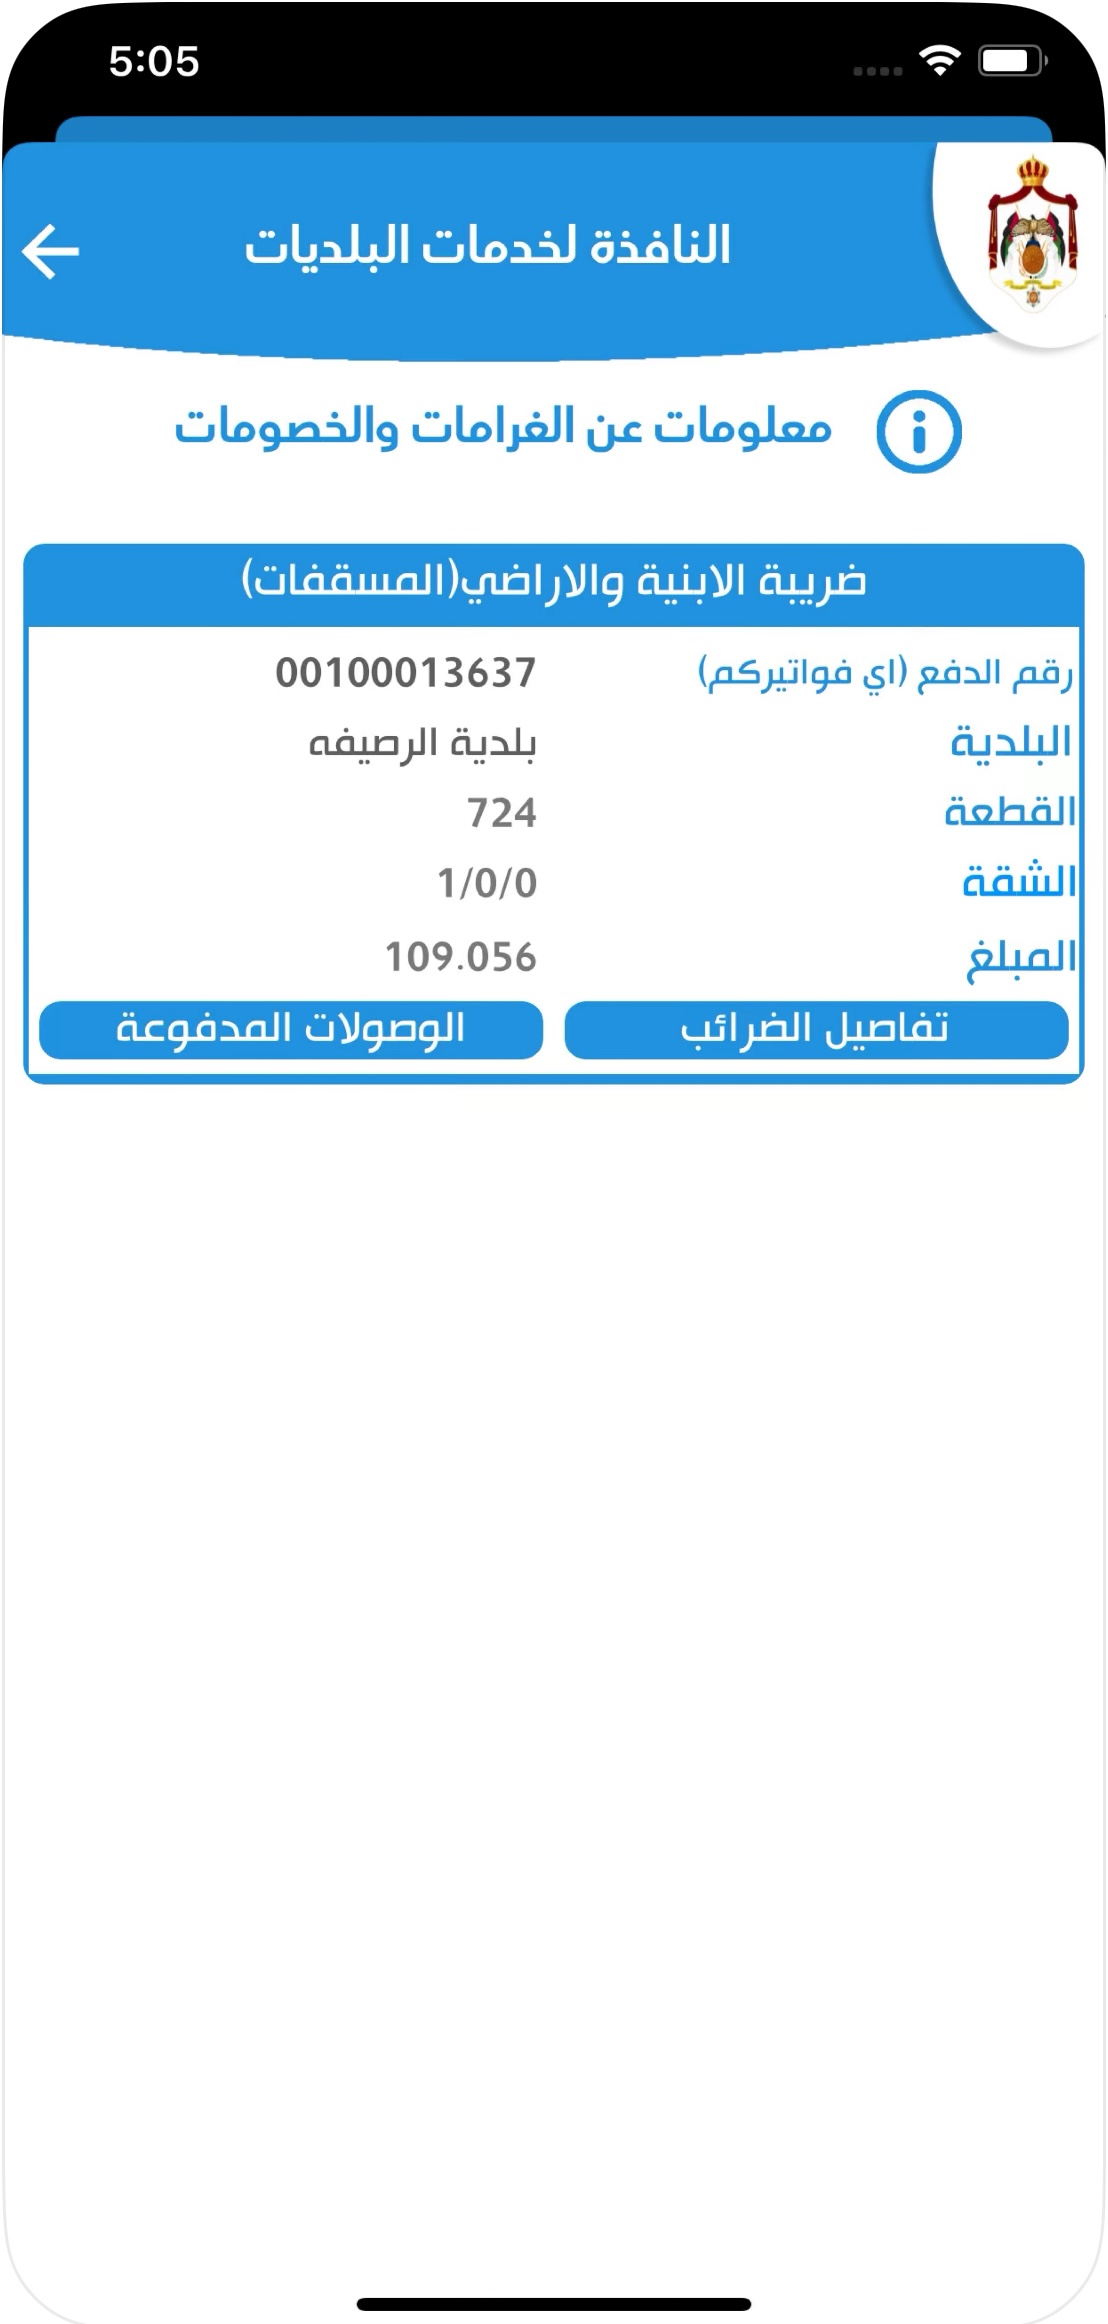 5:05
النافذة لخدمات البلديات
معلومات عن الغرامات والخصومات
ضريبة الابنية والاراضي(المسقفات)
رقم الدفع (اي فواتيركم) 00100013637
البلدية بلدية الرصيفه
القطعة 724
الشقة 1/0/0
المبلغ 109.056
تفاصيل الضرائب الوصولات المدفوعة